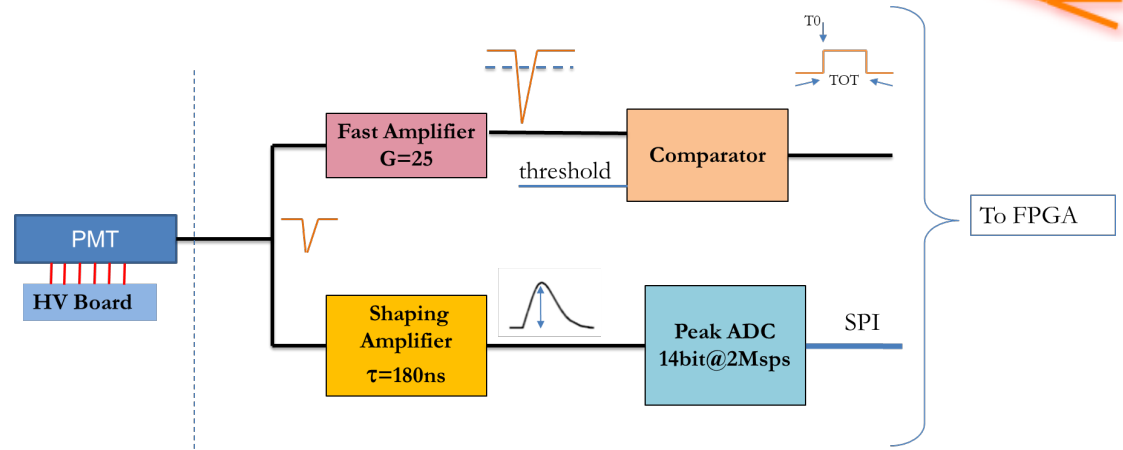 T0
TOT
Fast Amplifier
G=25
Comparator
threshold
To FPGA
PMT
HV Board
Shaping
Amplifier
τ=180ns
Peak ADC
14bit@2Msps
SPI